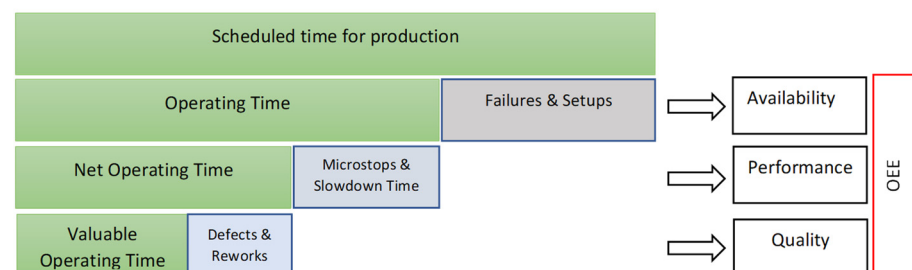 Scheduled time for production
Operating Time
Failures & Setups
Availability
Net Operating Time
Microstops &
Slowdown Time
Performance
OEE
Valuable
Operating Time
Defects &
Reworks
Quality